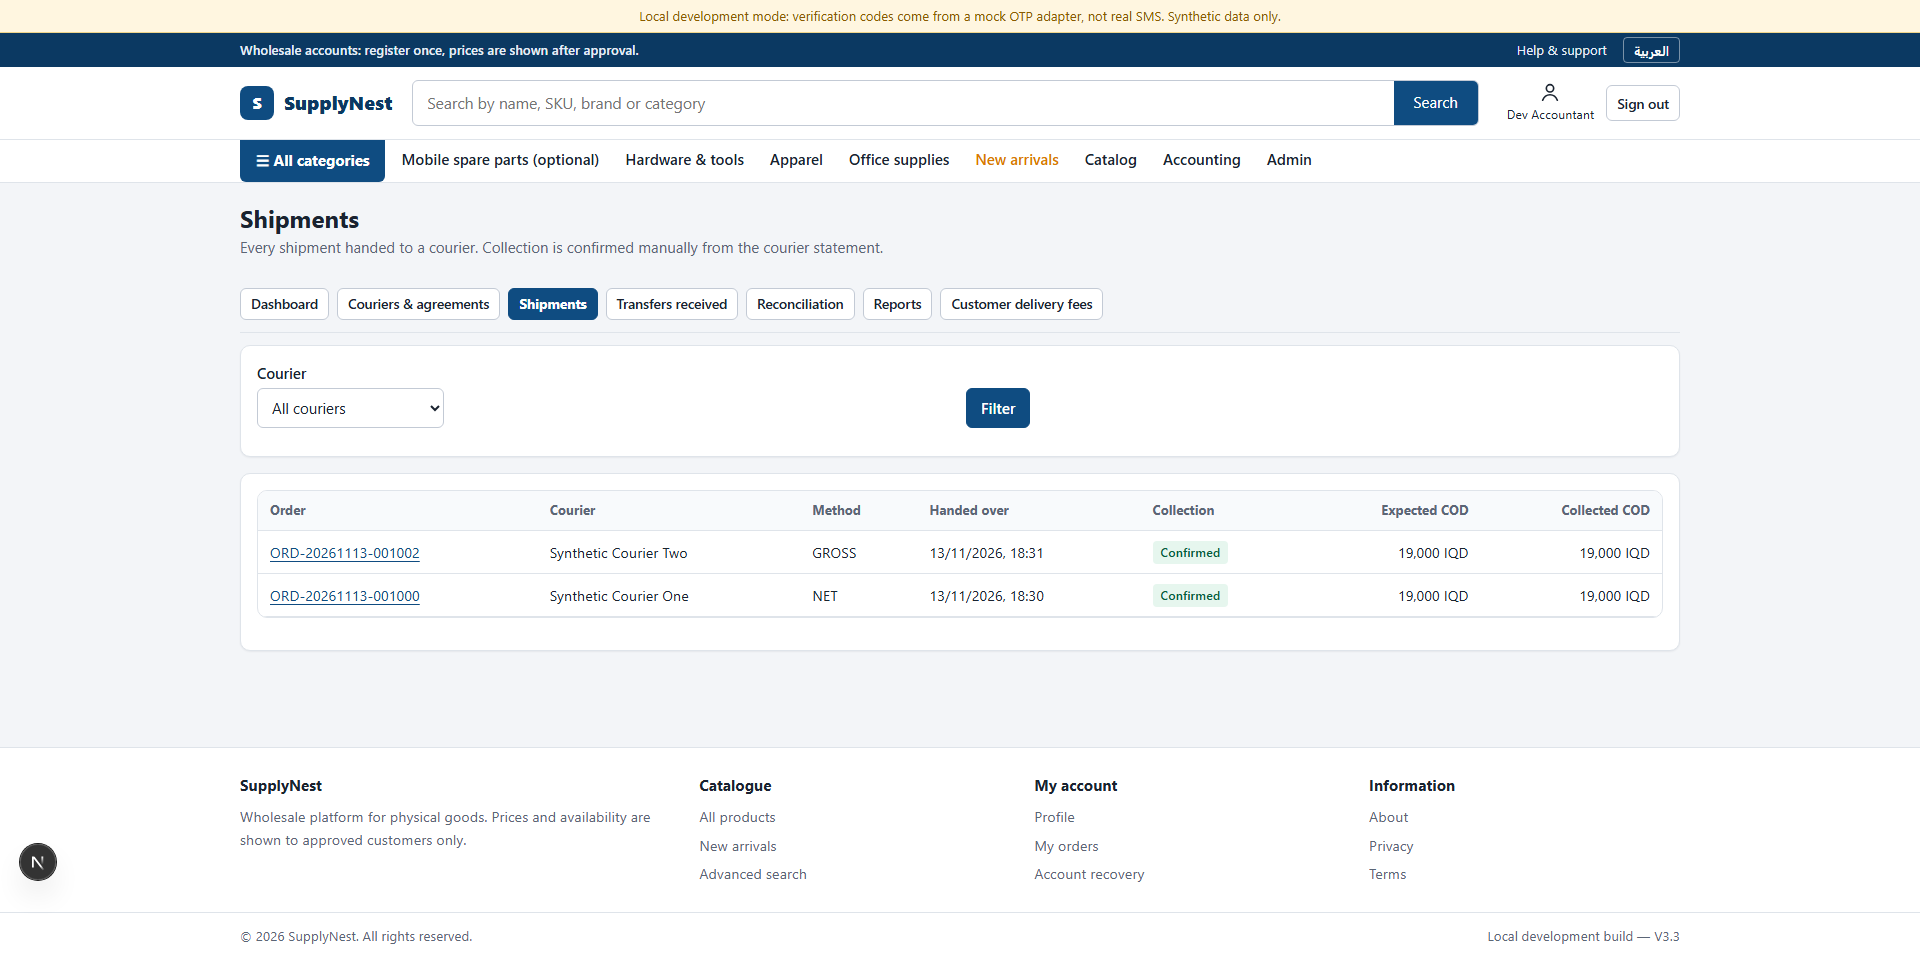 Local development mode: verification codes come from a mock OTP adapter, not real SMS. Synthetic data only.
Wholesale accounts: register once, prices are shown after approval.
Help & support
العربية
S
SupplyNest
Search by name, SKU, brand or category
Search
Dev Accountant
Sign out
☰ All categories
Mobile spare parts (optional)
Hardware & tools
Apparel
Office supplies
New arrivals
Catalog
Accounting
Admin
Shipments
Every shipment handed to a courier. Collection is confirmed manually from the courier statement.
Dashboard
Couriers & agreements
Shipments
Transfers received
Reconciliation
Reports
Customer delivery fees
Courier
All couriers
Filter
Order Courier Method Handed over Collection Expected COD Collected COD
ORD-20261113-001002 Synthetic Courier Two GROSS 13/11/2026, 18:31 Confirmed 19,000 IQD 19,000 IQD
ORD-20261113-001000 Synthetic Courier One NET 13/11/2026, 18:30 Confirmed 19,000 IQD 19,000 IQD
SupplyNest
Wholesale platform for physical goods. Prices and availability are
shown to approved customers only.
Catalogue
All products
New arrivals
Advanced search
My account
Profile
My orders
Account recovery
Information
About
Privacy
Terms
N
© 2026 SupplyNest. All rights reserved.
Local development build — V3.3